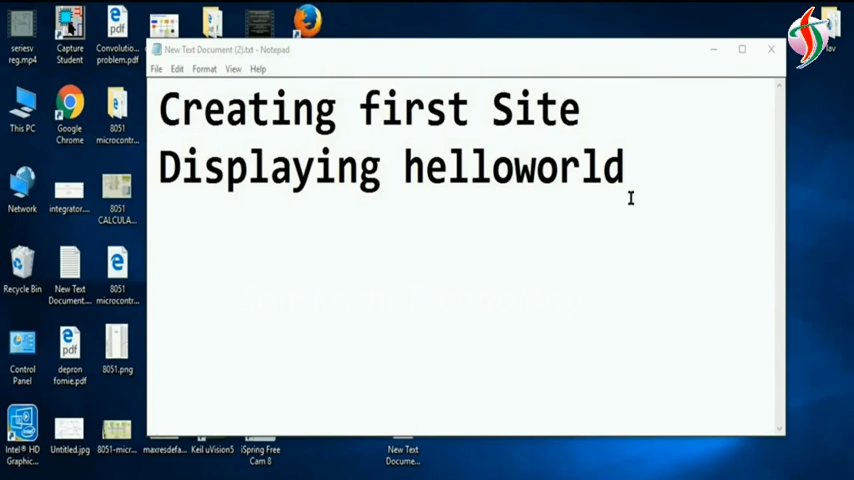 seriesv
reg.mp4
Capture
Student
Convolutio...
problem.pdf
This PC
Google
Chrome
8051
microcontr...
Network
integrator....
8051
CALCULA...
Recycle Bin
New Text
Document....
8051
microcontr...
Control
Panel
depron
fomie.pdf
8051.png
Intel® HD
Graphic...
Untitled.jpg
8051-micr...
maxresdefa...
Keil uVision5
iSpring Free
Cam 8
New Text
Docume...
New Text Document (2).txt - Notepad
File Edit Format View Help
Creating first Site
Displaying helloworld